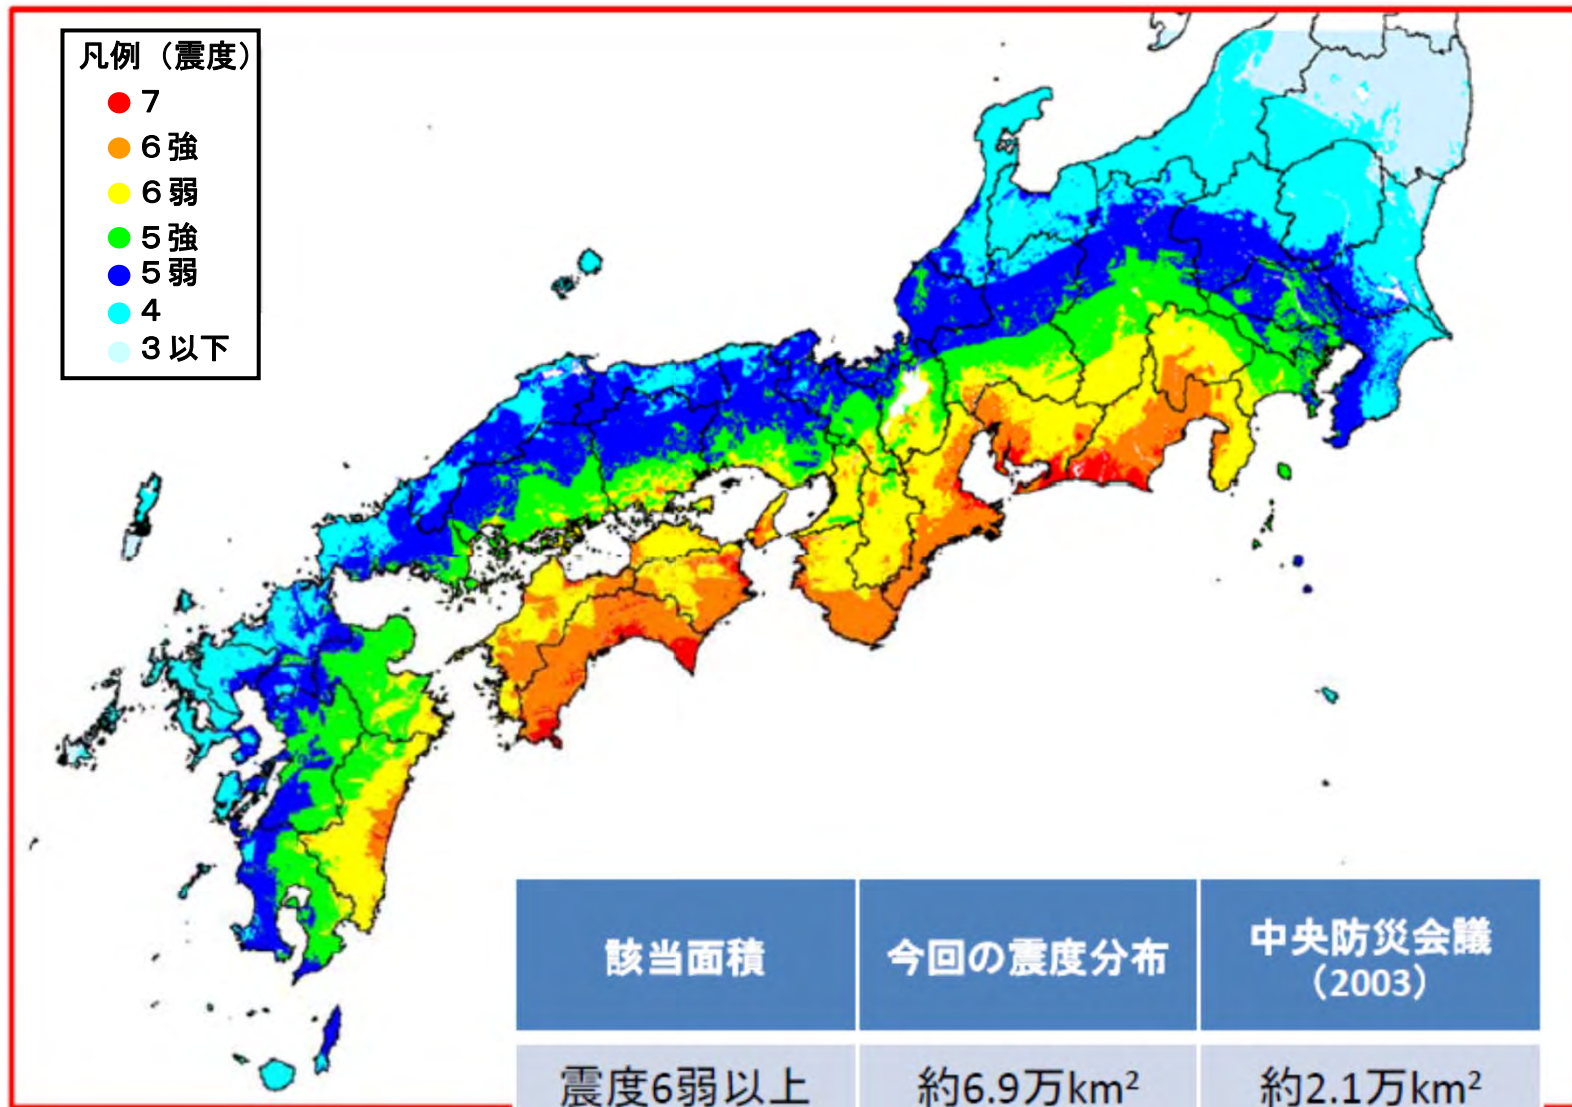 凡例（震度）
7
６強
６弱
５強
５弱
4
３以下
該当面積
今回の震度分布
中央防災会議
（2003）
震度6弱以上
約6.9万km²
約2.1万km²